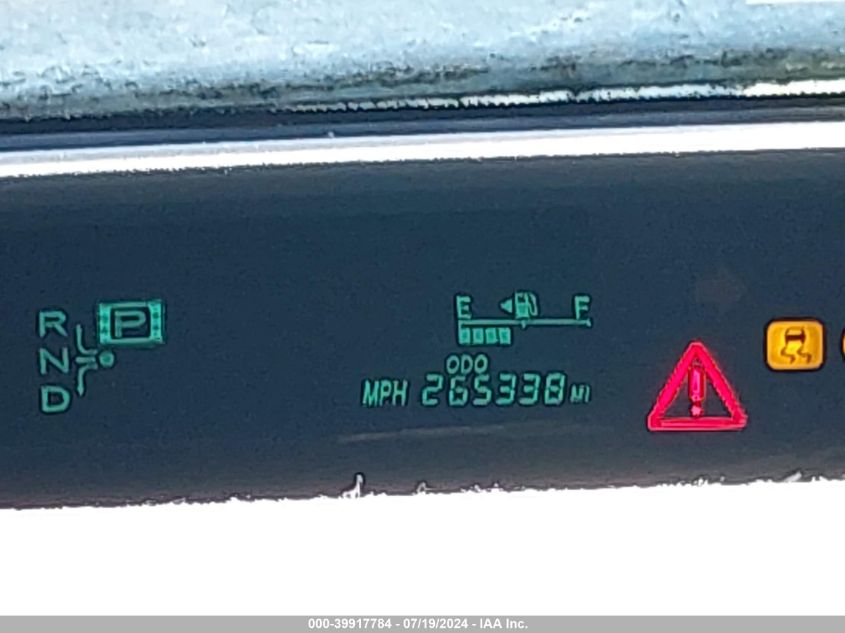 R P
N
D
E F
ODO
MPH 265338 MI
000-39917784 - 07/19/2024 - IAA Inc.